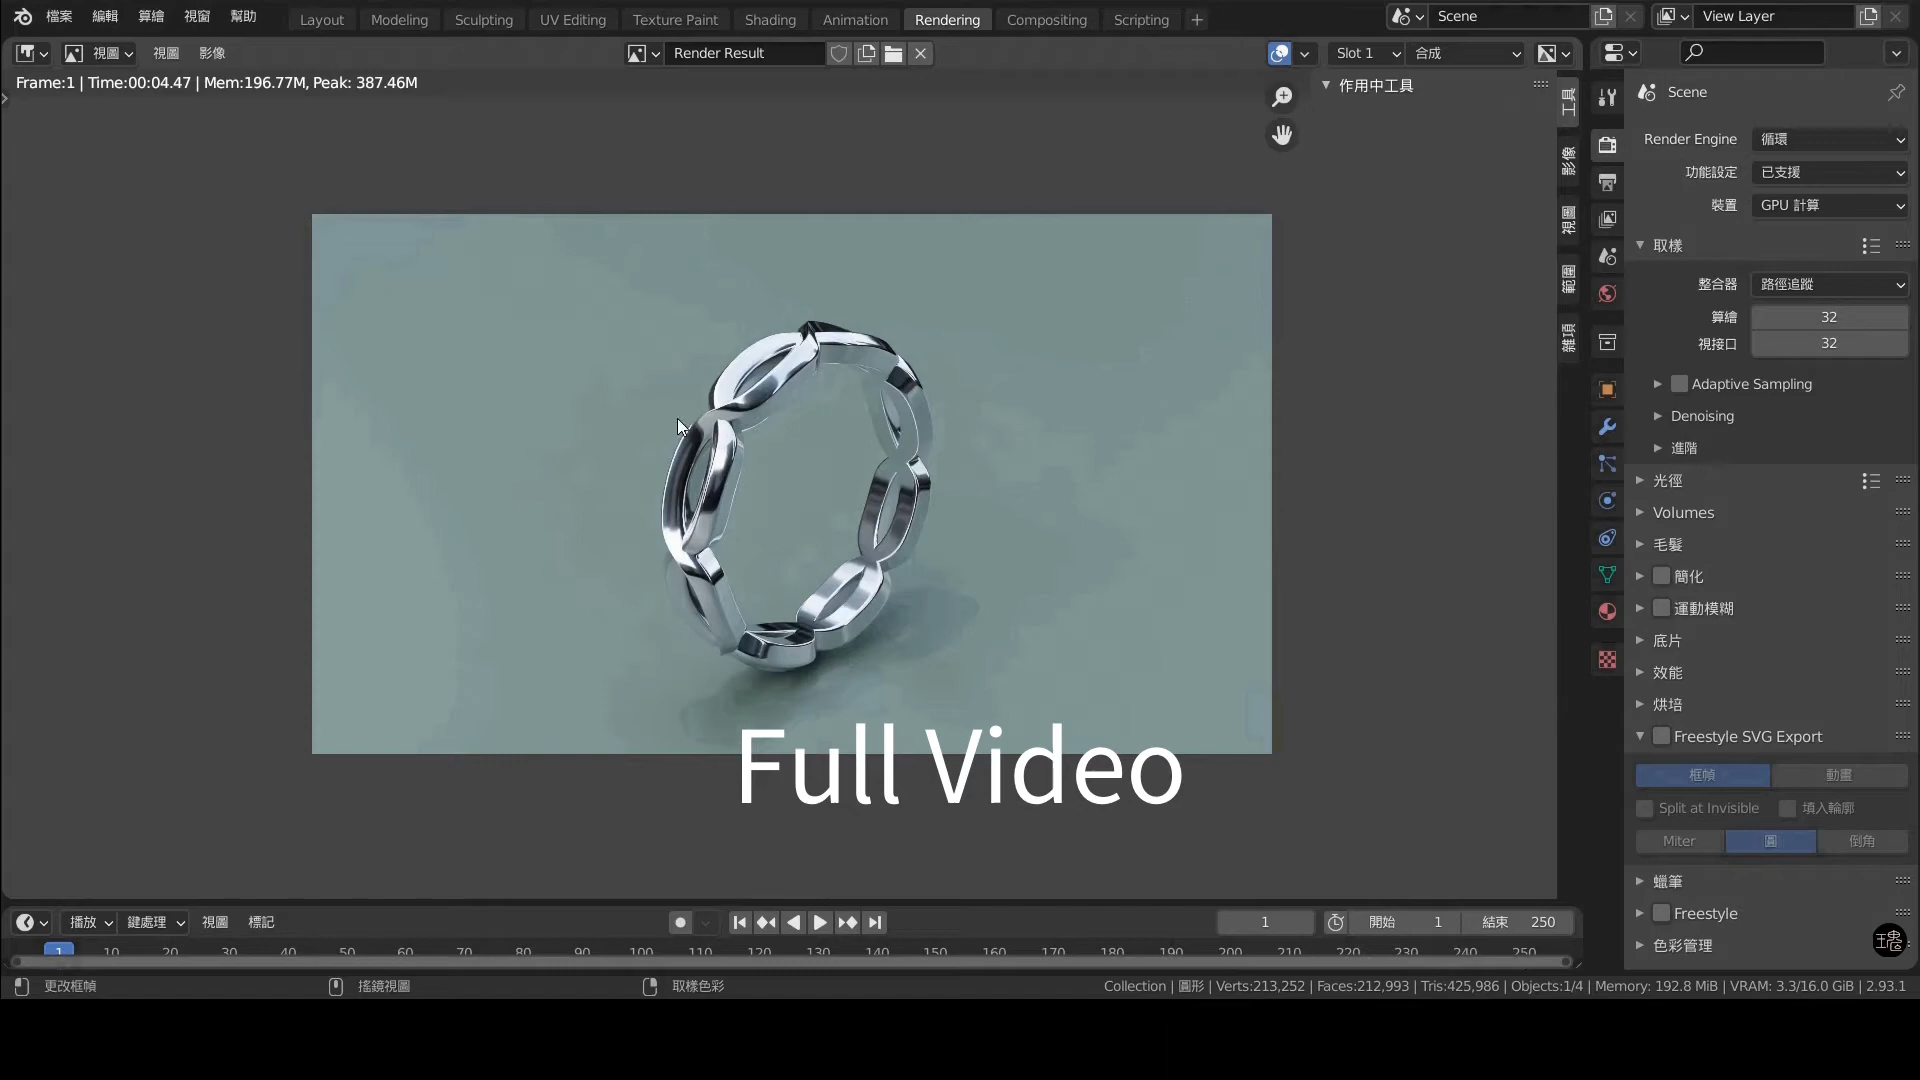 檔案 編輯 算繪 視窗 幫助 Layout Modeling Sculpting UV Editing Texture Paint Shading Animation Rendering Compositing Scripting + Scene View Layer
視圖 視圖 影像 Render Result Slot 1 合成
Frame:1 | Time:00:04.47 | Mem:196.77M, Peak: 387.46M
作用中工具
工具
影像
視圖
範圍
雜項
Scene
Render Engine 循環
功能設定 已支援
裝置 GPU 計算
取樣
整合器 路徑追蹤
算繪 32
視接口 32
Adaptive Sampling
Denoising
進階
光徑
Volumes
毛髮
簡化
運動模糊
底片
效能
烘培
Freestyle SVG Export
框幀 動畫
Split at Invisible 填入輪廓
Miter 圓 倒角
蠟筆
Freestyle
色彩管理
Full Video
播放 鍵處理 視圖 標記 1 開始 1 結束 250
1 10 20 30 40 50 60 70 80 90 100 110 120 130 140 150 160 170 180 190 200 210 220 230 240 250
更改框幀 搖鏡視圖 取樣色彩 Collection | 圓形 | Verts:213,252 | Faces:212,993 | Tris:425,986 | Objects:1/4 | Memory: 192.8 MiB | VRAM: 3.3/16.0 GiB | 2.93.1